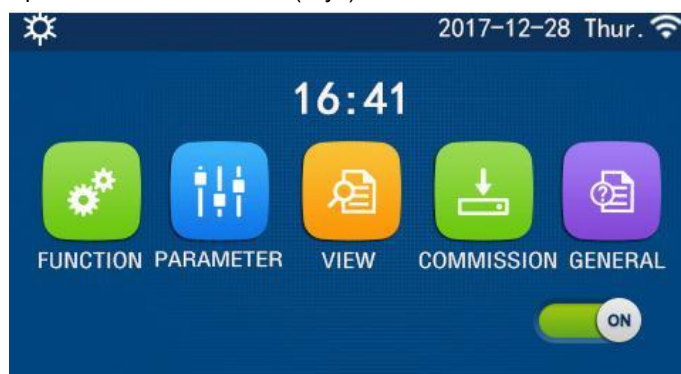 2017-12-28 Thur.
16:41
FUNCTION PARAMETER VIEW COMMISSION GENERAL
ON